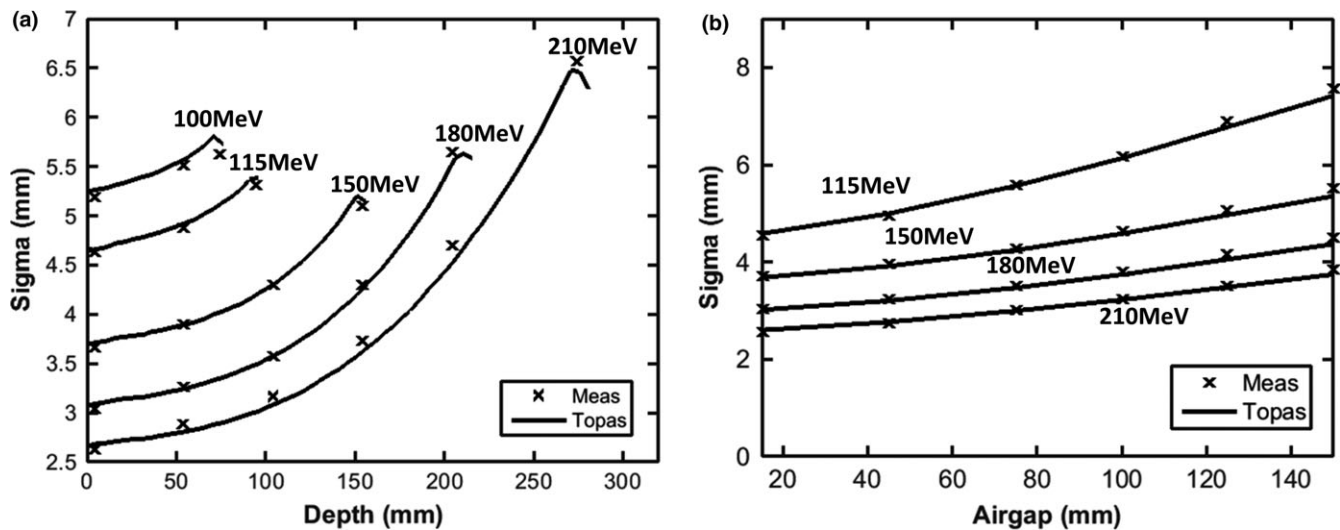 (a)
7
6.5
6
5.5
5
4.5
4
3.5
3
2.5
Sigma (mm)
210MeV
100MeV
115MeV
180MeV
150MeV
× Meas
Topas
0 50 100 150 200 250 300
Depth (mm)
(b)
8
6
4
2
0
Sigma (mm)
115MeV
150MeV
180MeV
210MeV
× Meas
Topas
20 40 60 80 100 120 140
Airgap (mm)